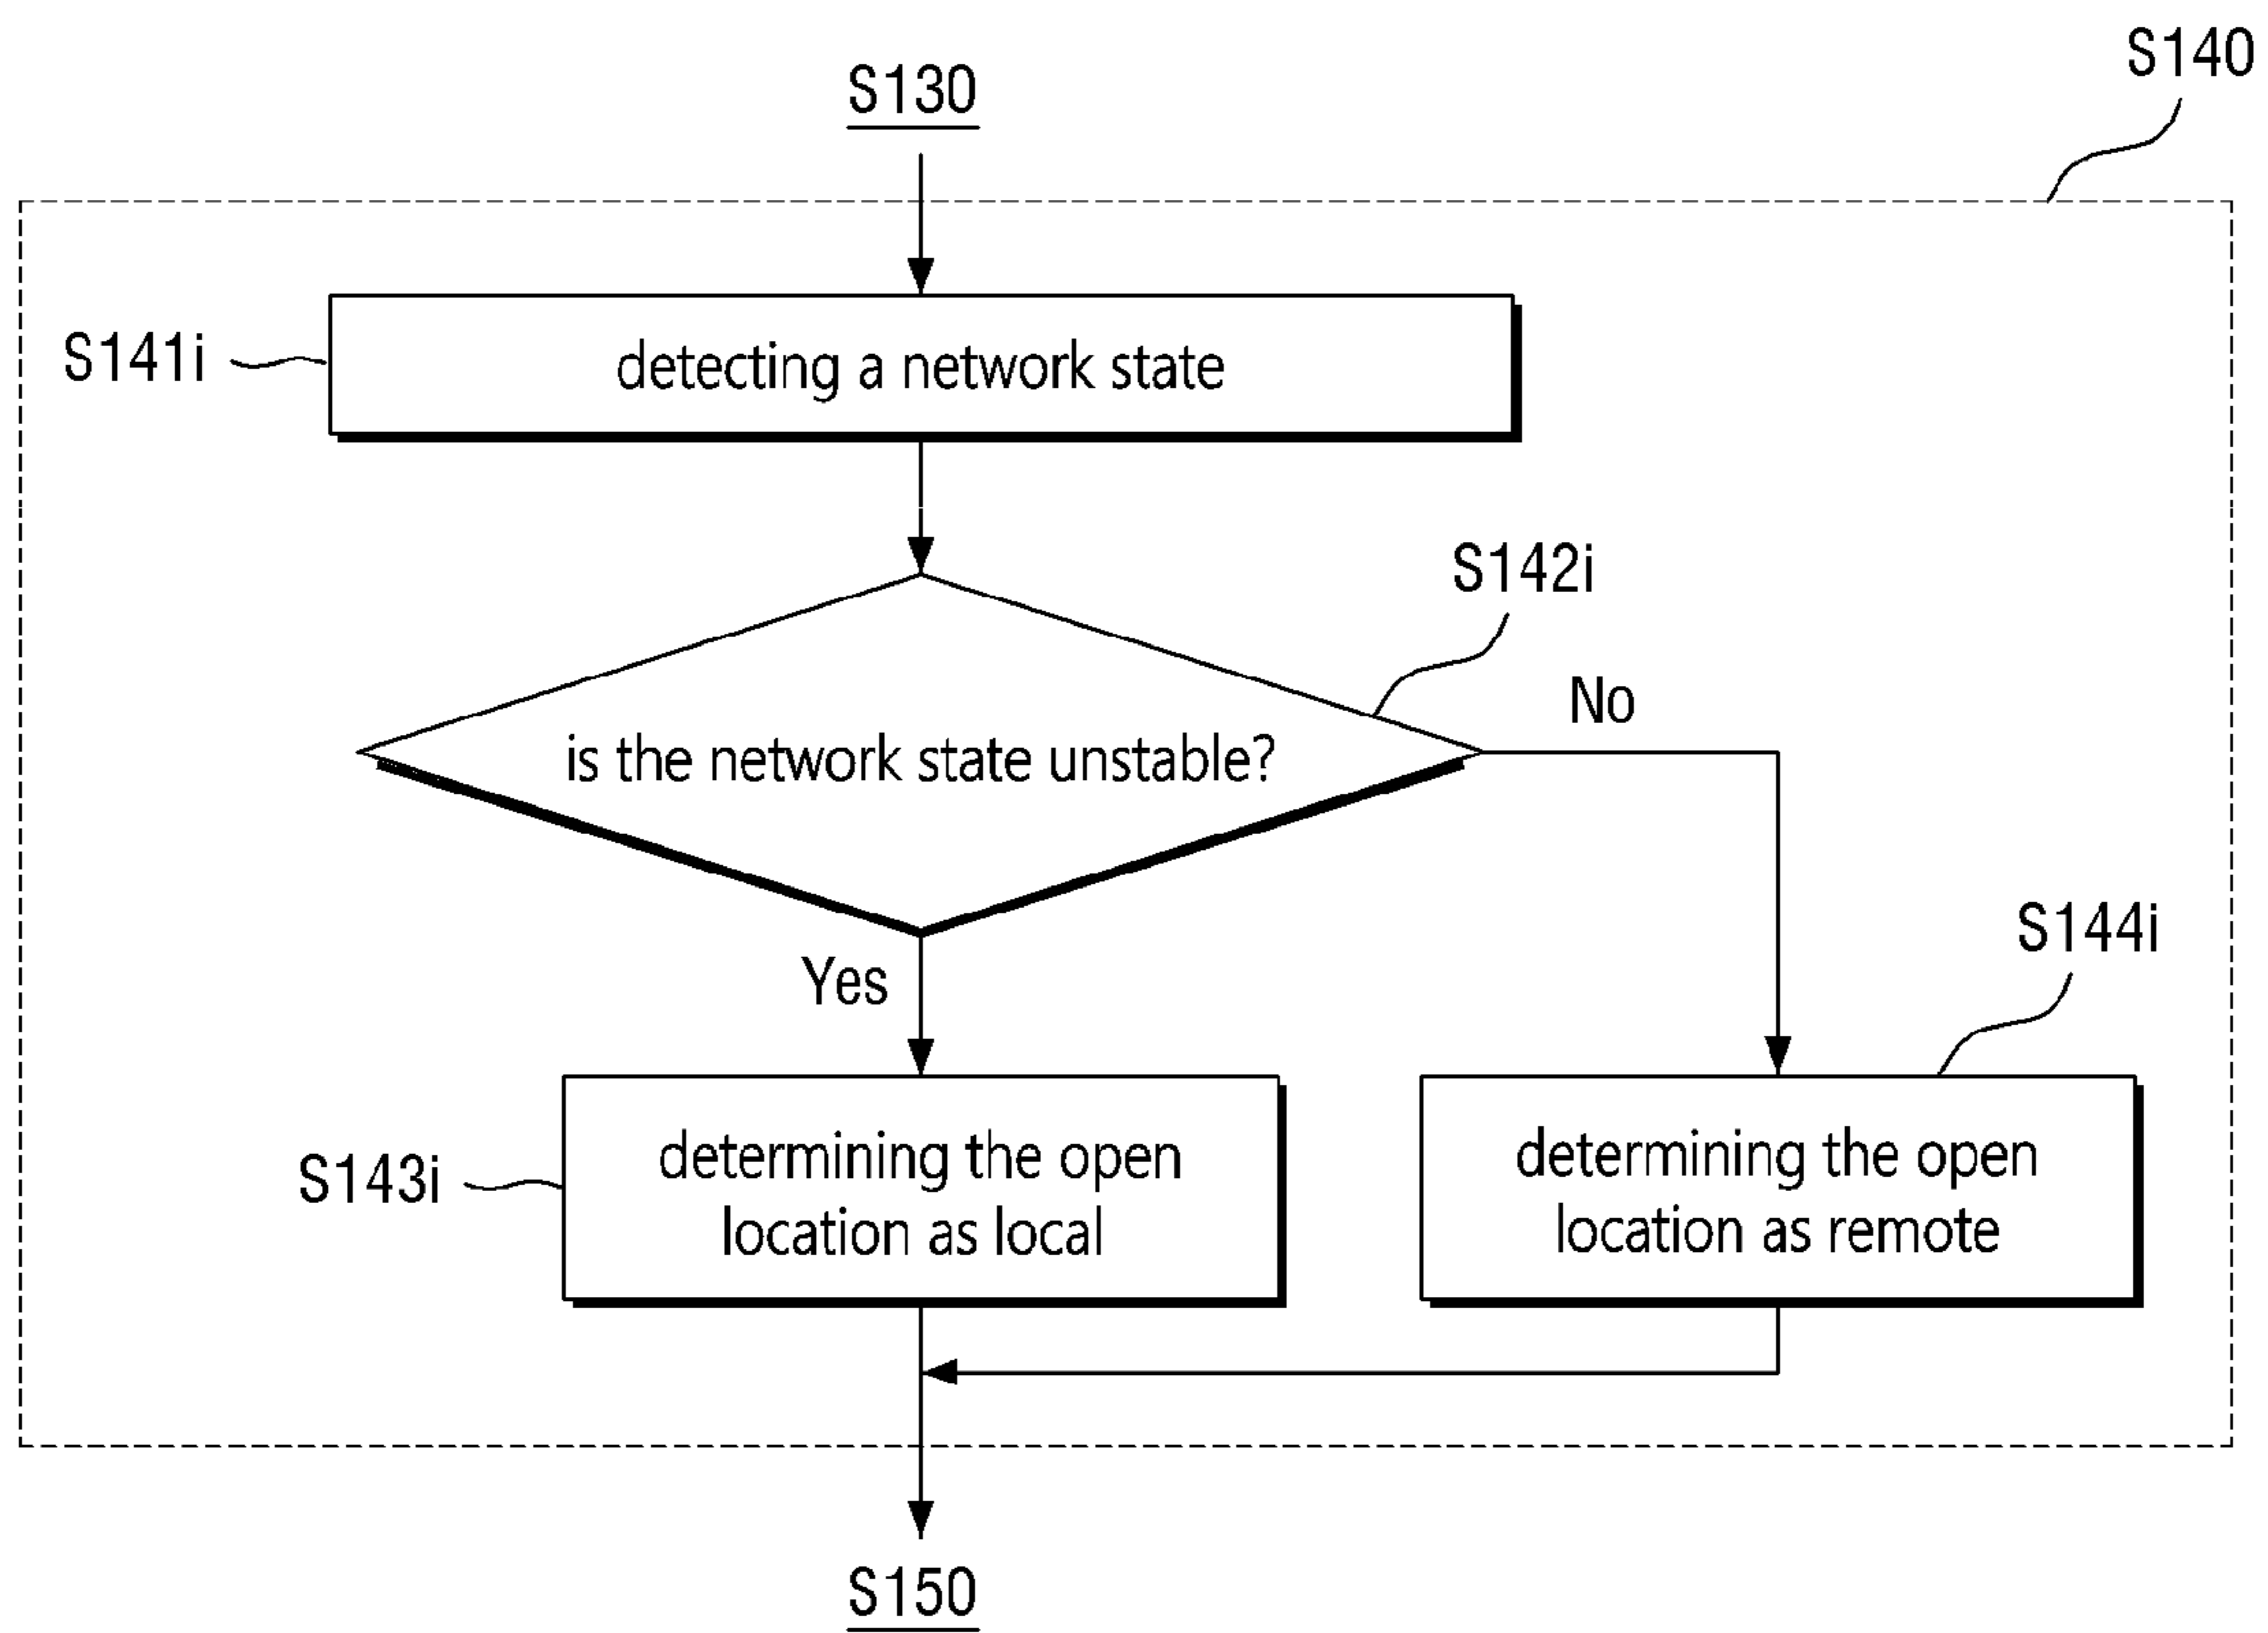 S140
S130
S141i
detecting a network state
S142i
No
is the network state unstable?
S144i
Yes
S143i
determining the open
location as local
determining the open
location as remote
S150